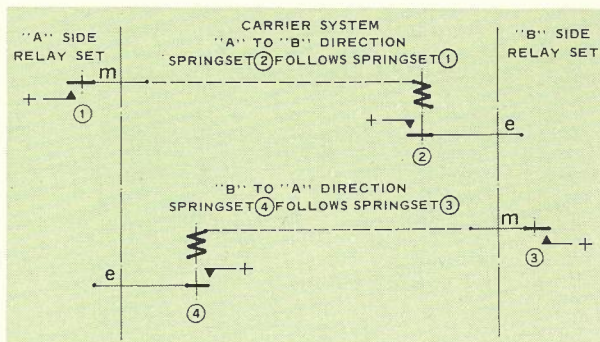 "A" SIDE
RELAY SET
CARRIER SYSTEM
"A" TO "B" DIRECTION
SPRINGSET ② FOLLOWS SPRINGSET ①
"B" SIDE
RELAY SET
m
+
①
+
e
②
"B" TO "A" DIRECTION
SPRINGSET ④ FOLLOWS SPRINGSET ③
m
+
③
e
+
④